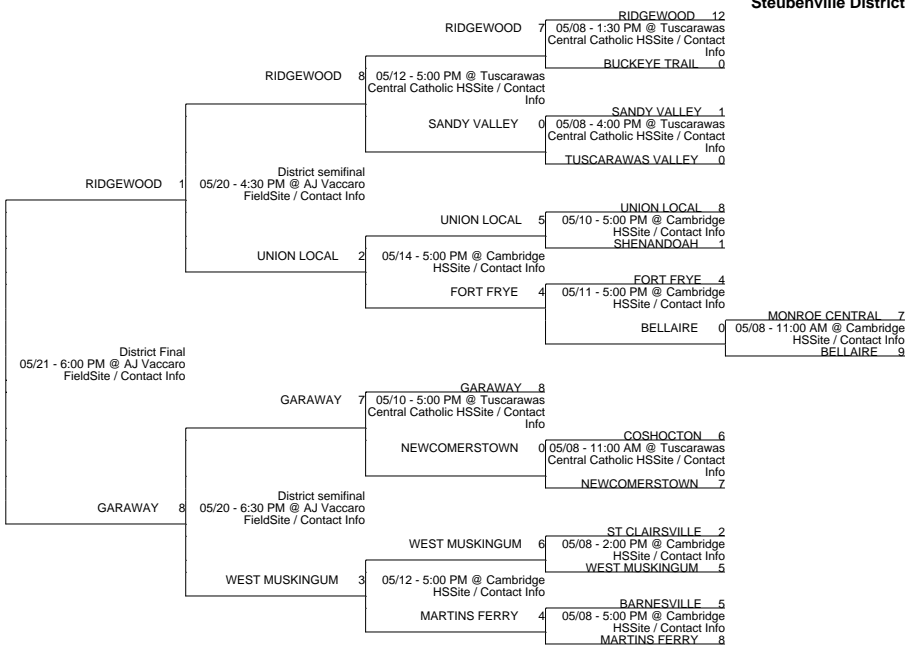 Steubenville District
RIDGEWOOD 12
RIDGEWOOD 7
05/08 - 1:30 PM @ Tuscarawas
Central Catholic HSSite / Contact
Info
BUCKEYE TRAIL 0
RIDGEWOOD 8
05/12 - 5:00 PM @ Tuscarawas
Central Catholic HSSite / Contact
Info
SANDY VALLEY 1
SANDY VALLEY 0
05/08 - 4:00 PM @ Tuscarawas
Central Catholic HSSite / Contact
Info
TUSCARAWAS VALLEY 0
RIDGEWOOD 1
District semifinal
05/20 - 4:30 PM @ AJ Vaccaro
FieldSite / Contact Info
UNION LOCAL 8
UNION LOCAL 5
05/10 - 5:00 PM @ Cambridge
HSSite / Contact Info
SHENANDOAH 1
UNION LOCAL 2
05/14 - 5:00 PM @ Cambridge
HSSite / Contact Info
FORT FRYE 4
FORT FRYE 4
05/11 - 5:00 PM @ Cambridge
HSSite / Contact Info
BELLAIRE 0
MONROE CENTRAL 7
05/08 - 11:00 AM @ Cambridge
HSSite / Contact Info
BELLAIRE 9
District Final
05/21 - 6:00 PM @ AJ Vaccaro
FieldSite / Contact Info
GARAWAY 8
GARAWAY 7
05/10 - 5:00 PM @ Tuscarawas
Central Catholic HSSite / Contact
Info
COSHOCTON 6
NEWCOMERSTOWN 0
05/08 - 11:00 AM @ Tuscarawas
Central Catholic HSSite / Contact
Info
NEWCOMERSTOWN 7
GARAWAY 8
District semifinal
05/20 - 6:30 PM @ AJ Vaccaro
FieldSite / Contact Info
ST CLAIRSVILLE 2
WEST MUSKINGUM 6
05/08 - 2:00 PM @ Cambridge
HSSite / Contact Info
WEST MUSKINGUM 5
WEST MUSKINGUM 3
05/12 - 5:00 PM @ Cambridge
HSSite / Contact Info
BARNESVILLE 5
MARTINS FERRY 4
05/08 - 5:00 PM @ Cambridge
HSSite / Contact Info
MARTINS FERRY 8